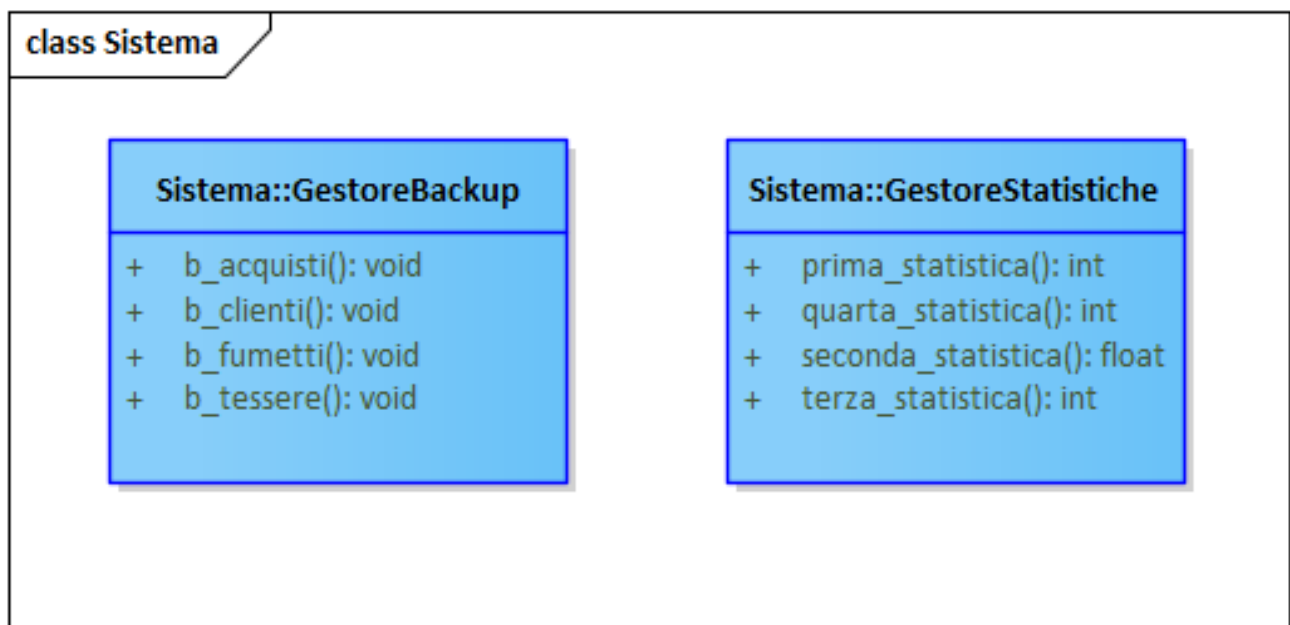 class Sistema
Sistema::GestoreBackup
+ b_acquisti(): void
+ b_clienti(): void
+ b_fumetti(): void
+ b_tessere(): void
Sistema::GestoreStatistiche
+ prima_statistica(): int
+ quarta_statistica(): int
+ seconda_statistica(): float
+ terza_statistica(): int